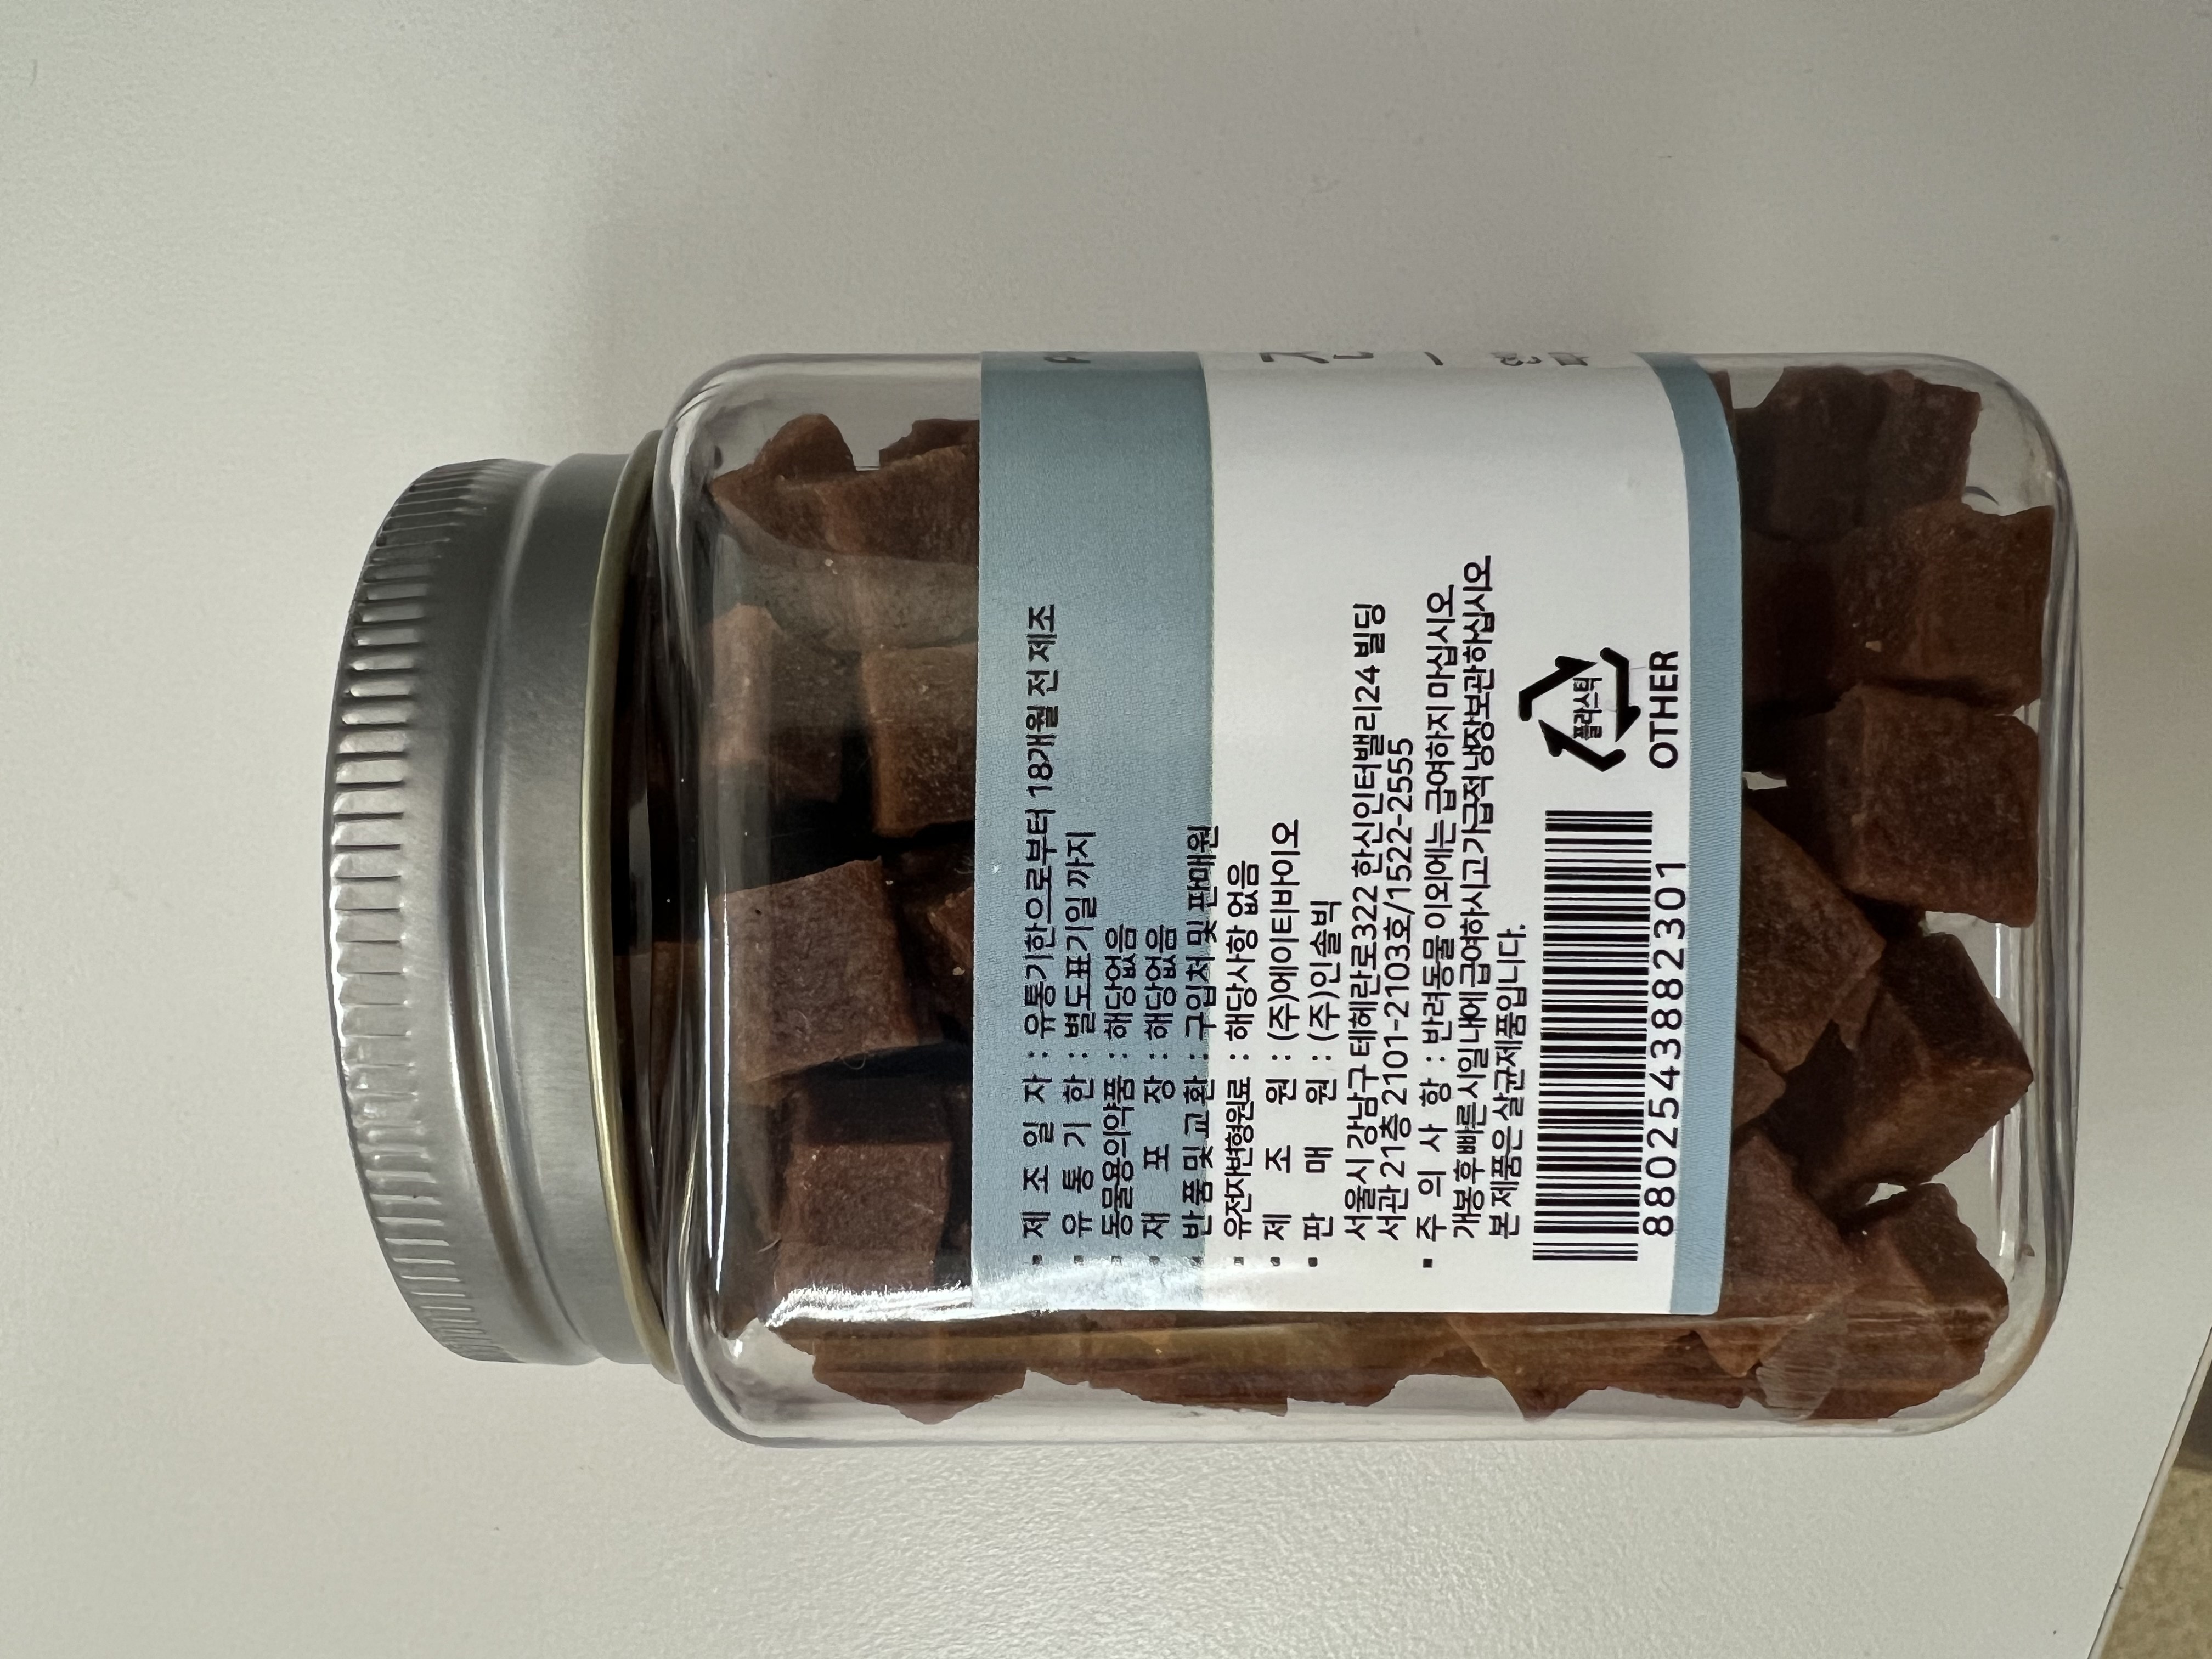 ▪ 제 조 일 자 : 유통기한으로부터 18개월 전 제조
▪ 유 통 기 한 : 별도표기일 까지
▪ 동물용의약품 : 해당없음
▪ 재 포 장 : 해당없음
▪ 반품및교환 : 구입처 및 판매원
▪ 유전자변형원료 : 해당사항 없음
▪ 제 조 원 : (주)에이티바이오
▪ 판 매 원 : (주)인솔빅
서울시 강남구 테헤란로322 한신인터밸리24 빌딩
서관 21층 2101-2103호/1522-2555
▪ 주 의 사 항 : 반려동물 이외에는 급여하지 마십시오
개봉후 빠른 시일 내에 급여하시고 가급적 냉장보관하십시오
본 제품은 살균제품입니다.
플라스틱
OTHER
8802543882301